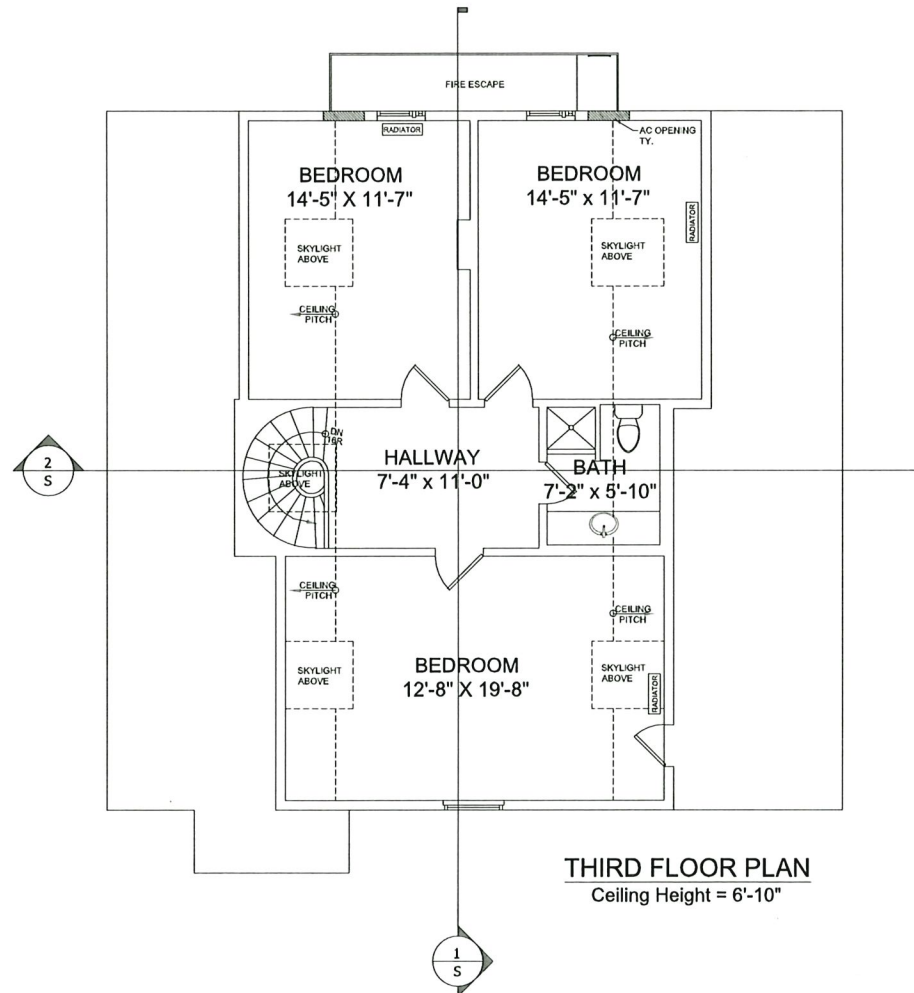 FIRE ESCAPE
RADIATOR
AC OPENING
TY.
BEDROOM
14'-5" X 11'-7"
BEDROOM
14'-5" x 11'-7"
RADIATOR
SKYLIGHT
ABOVE
SKYLIGHT
ABOVE
CEILING
PITCH
CEILING
PITCH
DN
6R
SKYLIGHT
ABOVE
HALLWAY
7'-4" x 11'-0"
BATH
7'-2" x 5'-10"
2
S
CEILING
PITCH
CEILING
PITCH
SKYLIGHT
ABOVE
BEDROOM
12'-8" X 19'-8"
SKYLIGHT
ABOVE
RADIATOR
THIRD FLOOR PLAN
Ceiling Height = 6'-10"
1
S